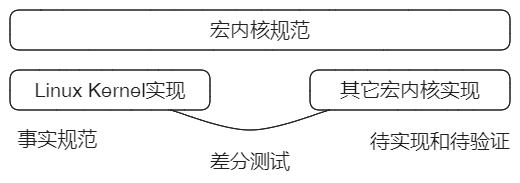 宏内核规范
Linux Kernel实现
其它宏内核实现
事实规范
待实现和待验证
差分测试